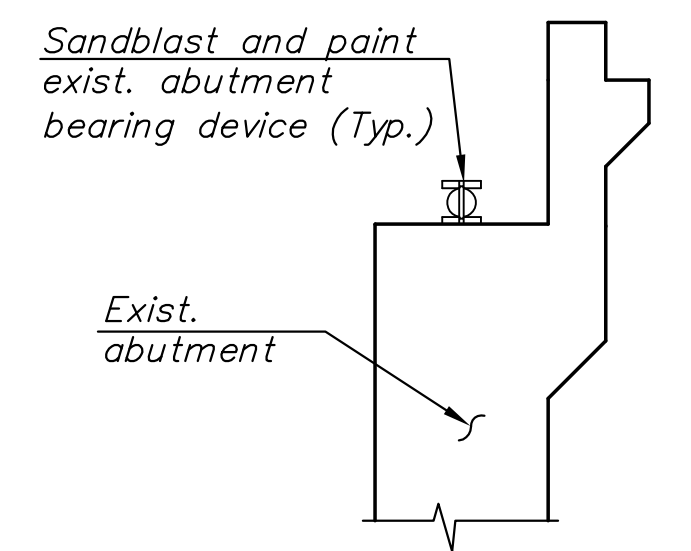 Sandblast and paint
exist. abutment
bearing device (Typ.)
Exist.
abutment